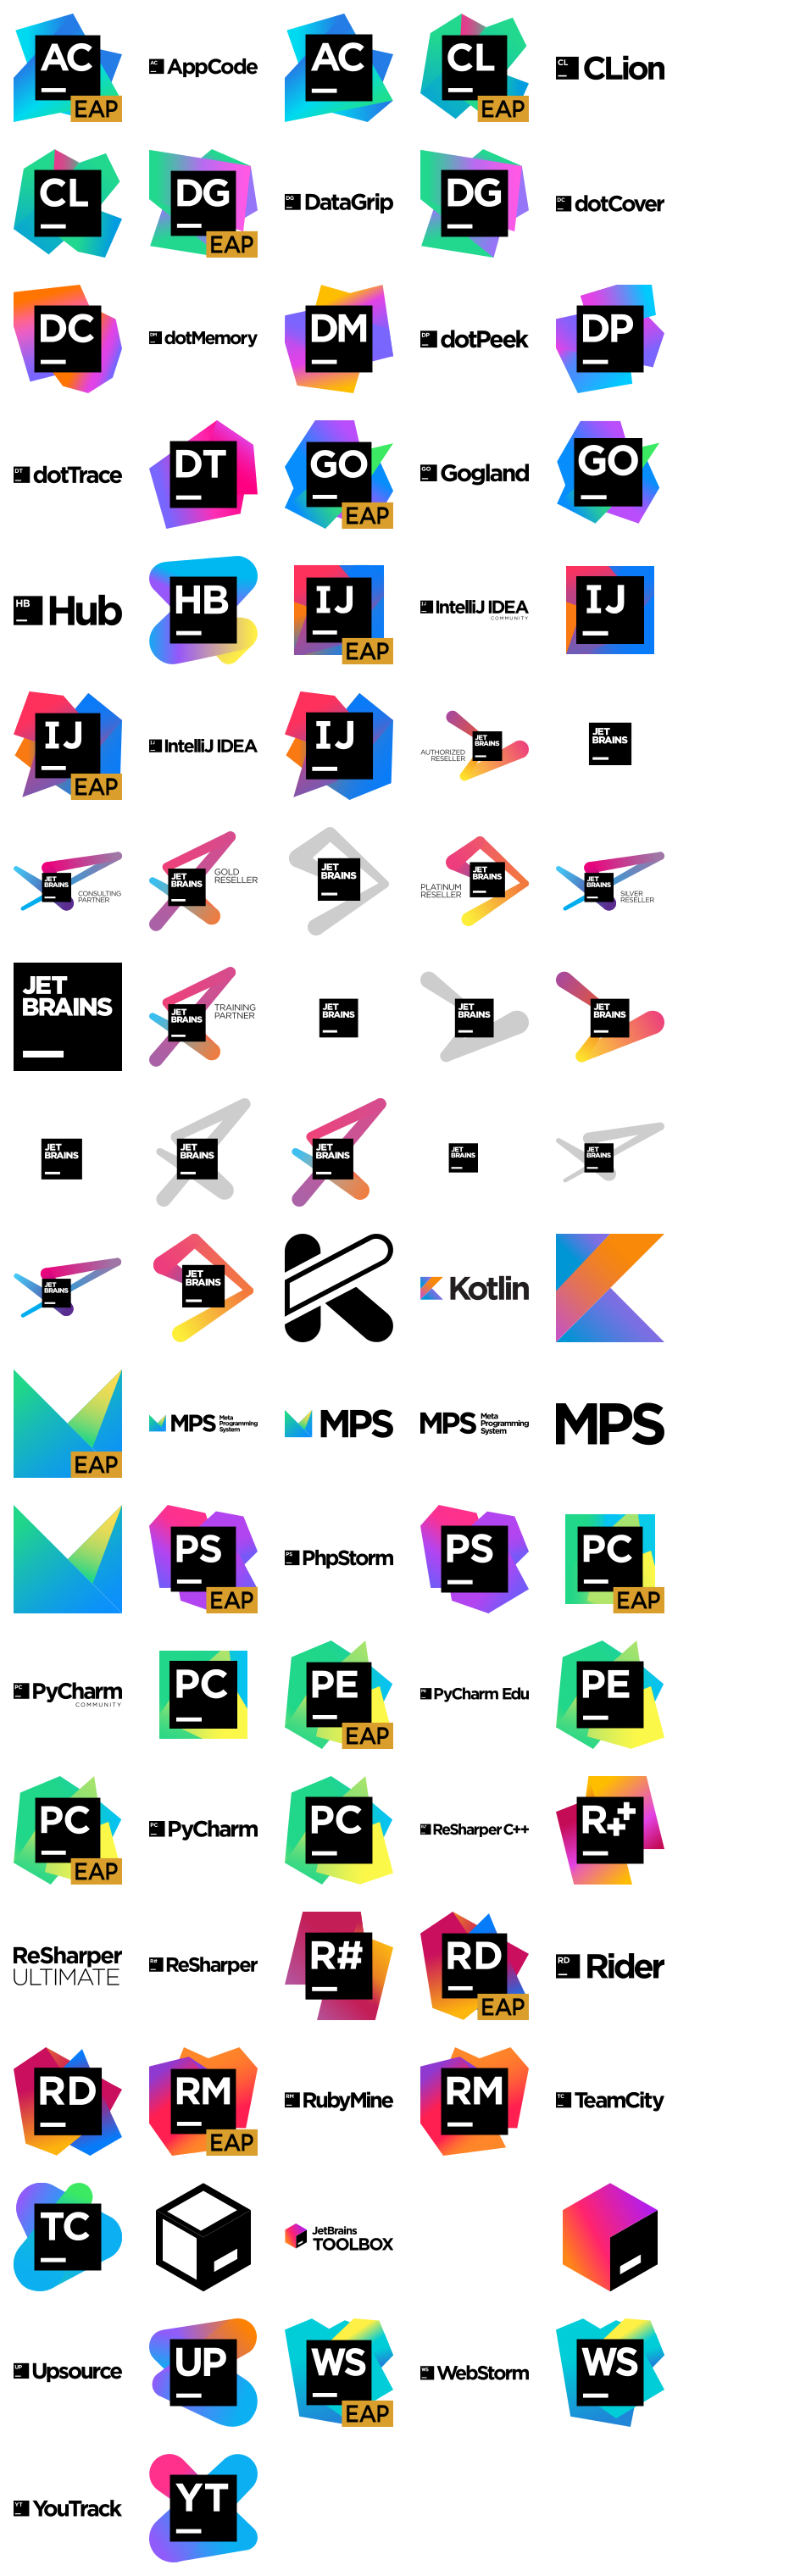 AC
EAP
AC AppCode
AC
CL
EAP
CL CLion
CL
DG
EAP
DG DataGrip
DG
DC dotCover
DC
DM dotMemory
DM
DP dotPeek
DP
DT dotTrace
DT
GO
EAP
GO Gogland
GO
HB Hub
HB
IJ
EAP
IJ IntelliJ IDEA
COMMUNITY
IJ
IJ
EAP
IJ IntelliJ IDEA
IJ
AUTHORIZED
RESELLER
JET
BRAINS
JET
BRAINS
JET
BRAINS
CONSULTING
PARTNER
JET
BRAINS
GOLD
RESELLER
JET
BRAINS
PLATINUM
RESELLER
JET
BRAINS
JET
BRAINS
SILVER
RESELLER
JET
BRAINS
JET
BRAINS
TRAINING
PARTNER
JET
BRAINS
JET
BRAINS
JET
BRAINS
JET
BRAINS
JET
BRAINS
JET
BRAINS
JET
BRAINS
JET
BRAINS
JET
BRAINS
JET
BRAINS
Kotlin
EAP
MPS
Meta
Programming
System
MPS
MPS
Meta
Programming
System
MPS
PS
EAP
PS PhpStorm
PS
PC
EAP
PC PyCharm
COMMUNITY
PC
PE
EAP
PE PyCharm Edu
PE
PC
EAP
PC PyCharm
PC
ReSharper C++
R++
ReSharper
ULTIMATE
R# ReSharper
R#
RD
EAP
RD Rider
RD
RM
EAP
RM RubyMine
RM
TC TeamCity
TC
JetBrains
TOOLBOX
UP Upsource
UP
WS
EAP
WS WebStorm
WS
YT YouTrack
YT